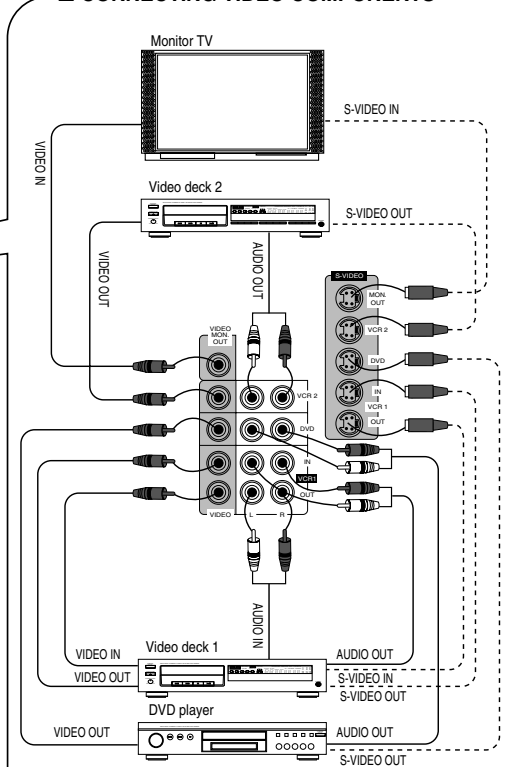 ■ CONNECTING VIDEO COMPONENTS
Monitor TV
S-VIDEO IN
VIDEO IN
Video deck 2
S-VIDEO OUT
VIDEO OUT
AUDIO OUT
S-VIDEO
MON.
OUT
VCR 2
DVD
IN
VCR 1
OUT
VIDEO
MON.
OUT
VCR 2
DVD
IN
VCR1
OUT
VIDEO
L
R
AUDIO IN
VIDEO IN
Video deck 1
AUDIO OUT
VIDEO OUT
S-VIDEO IN
S-VIDEO OUT
DVD player
VIDEO OUT
AUDIO OUT
S-VIDEO OUT